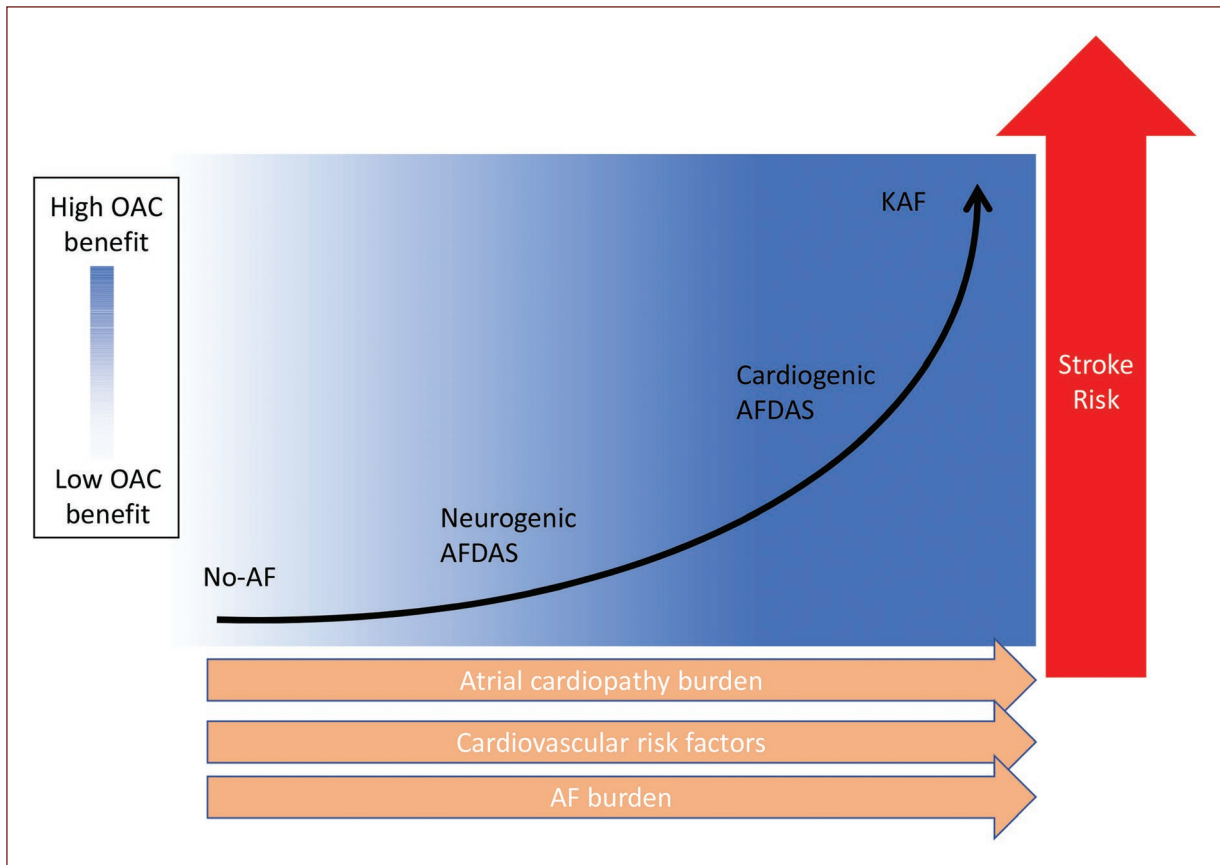 High OAC
benefit
Low OAC
benefit
No-AF
Neurogenic
AFDAS
Cardiogenic
AFDAS
KAF
Stroke
Risk
Atrial cardiopathy burden
Cardiovascular risk factors
AF burden